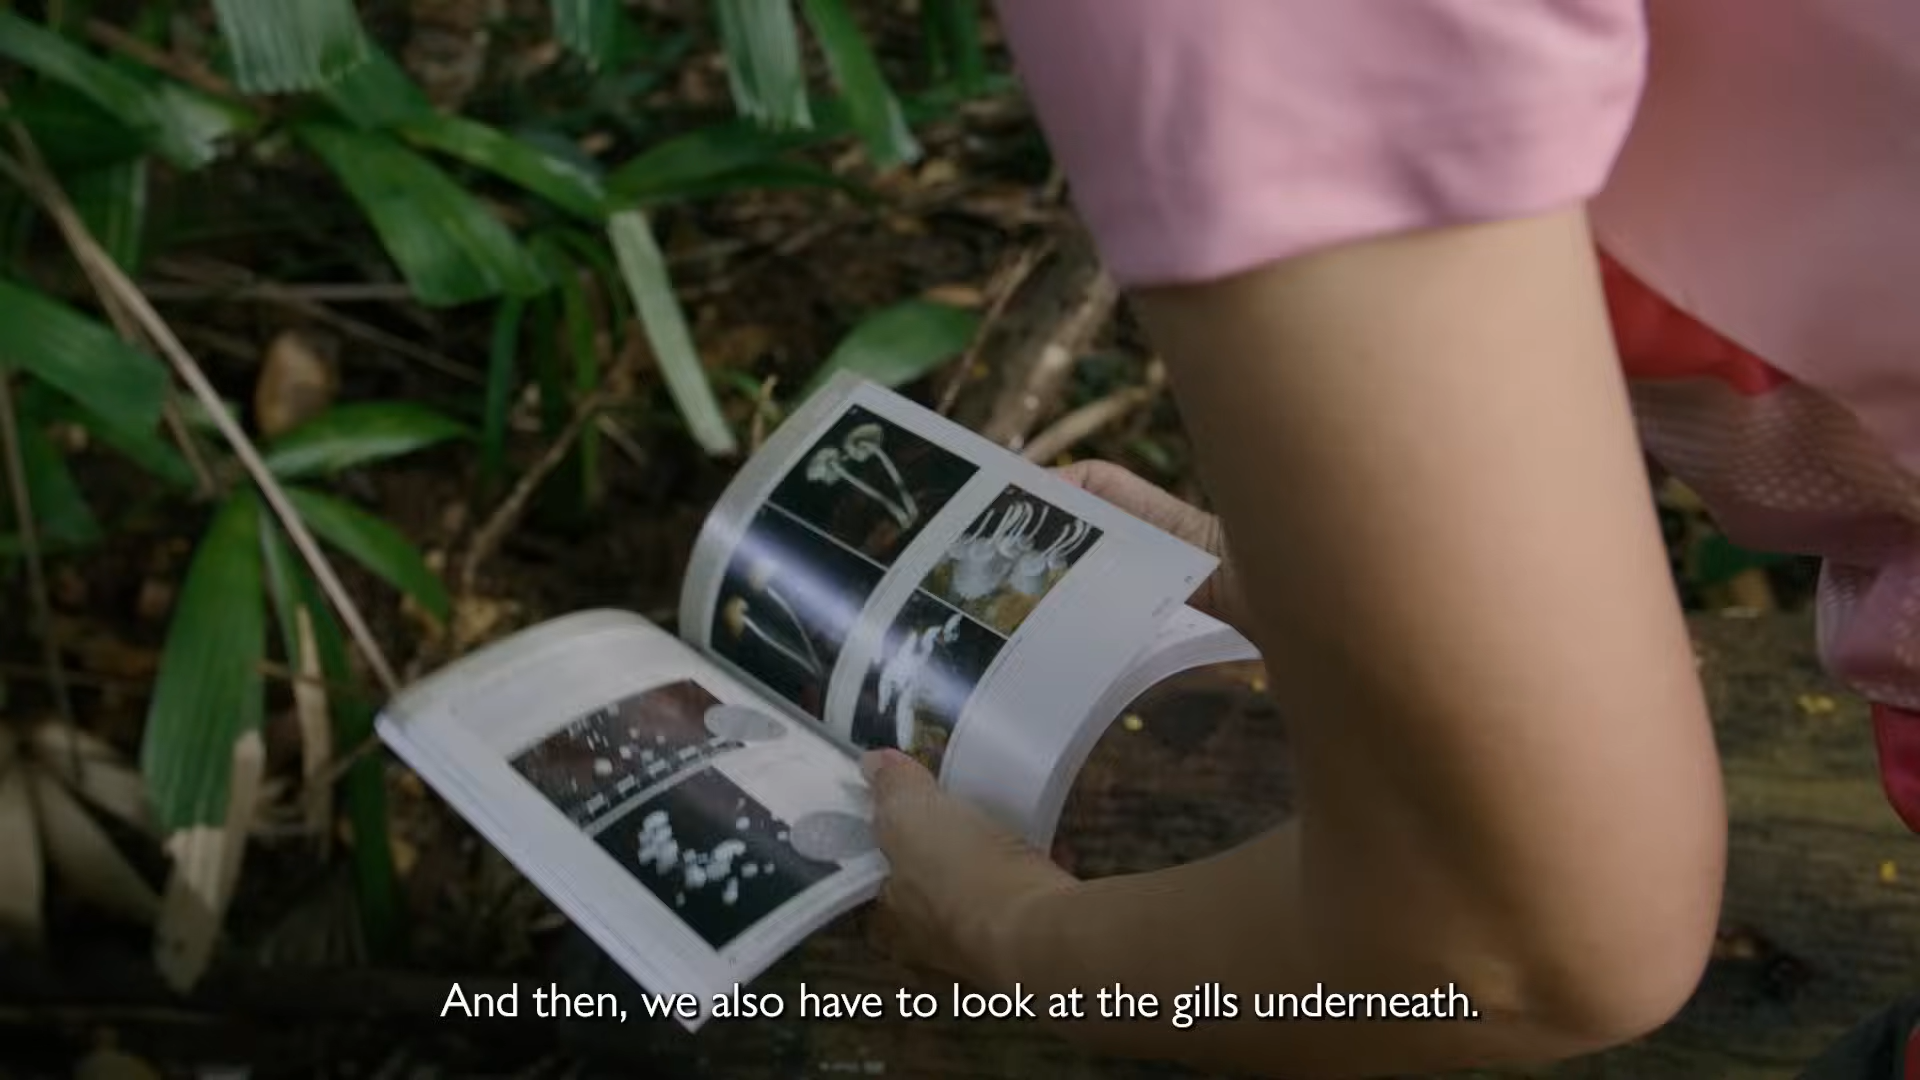 And then, we also have to look at the gills underneath.